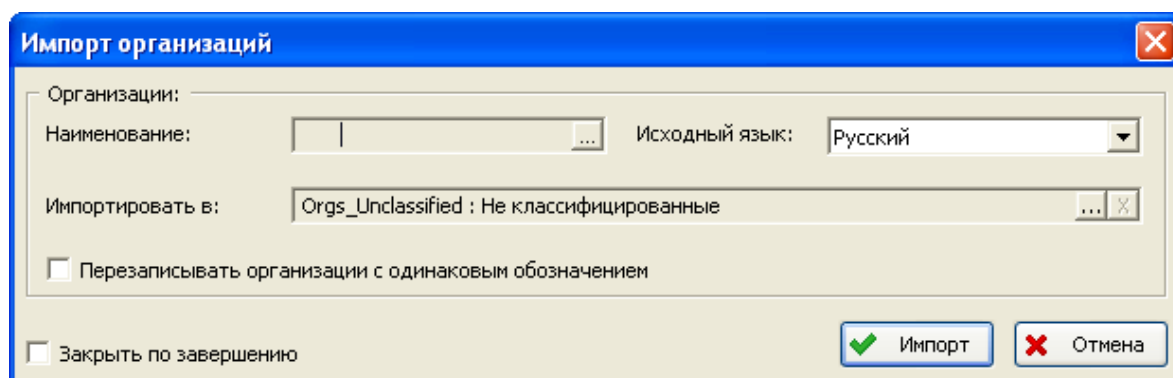 Импорт организаций
Организации:
Наименование: ... Исходный язык: Русский
Импортировать в: Orgs_Unclassified : Не классифицированные ... X
Перезаписывать организации с одинаковым обозначением
Закрыть по завершению Импорт Отмена